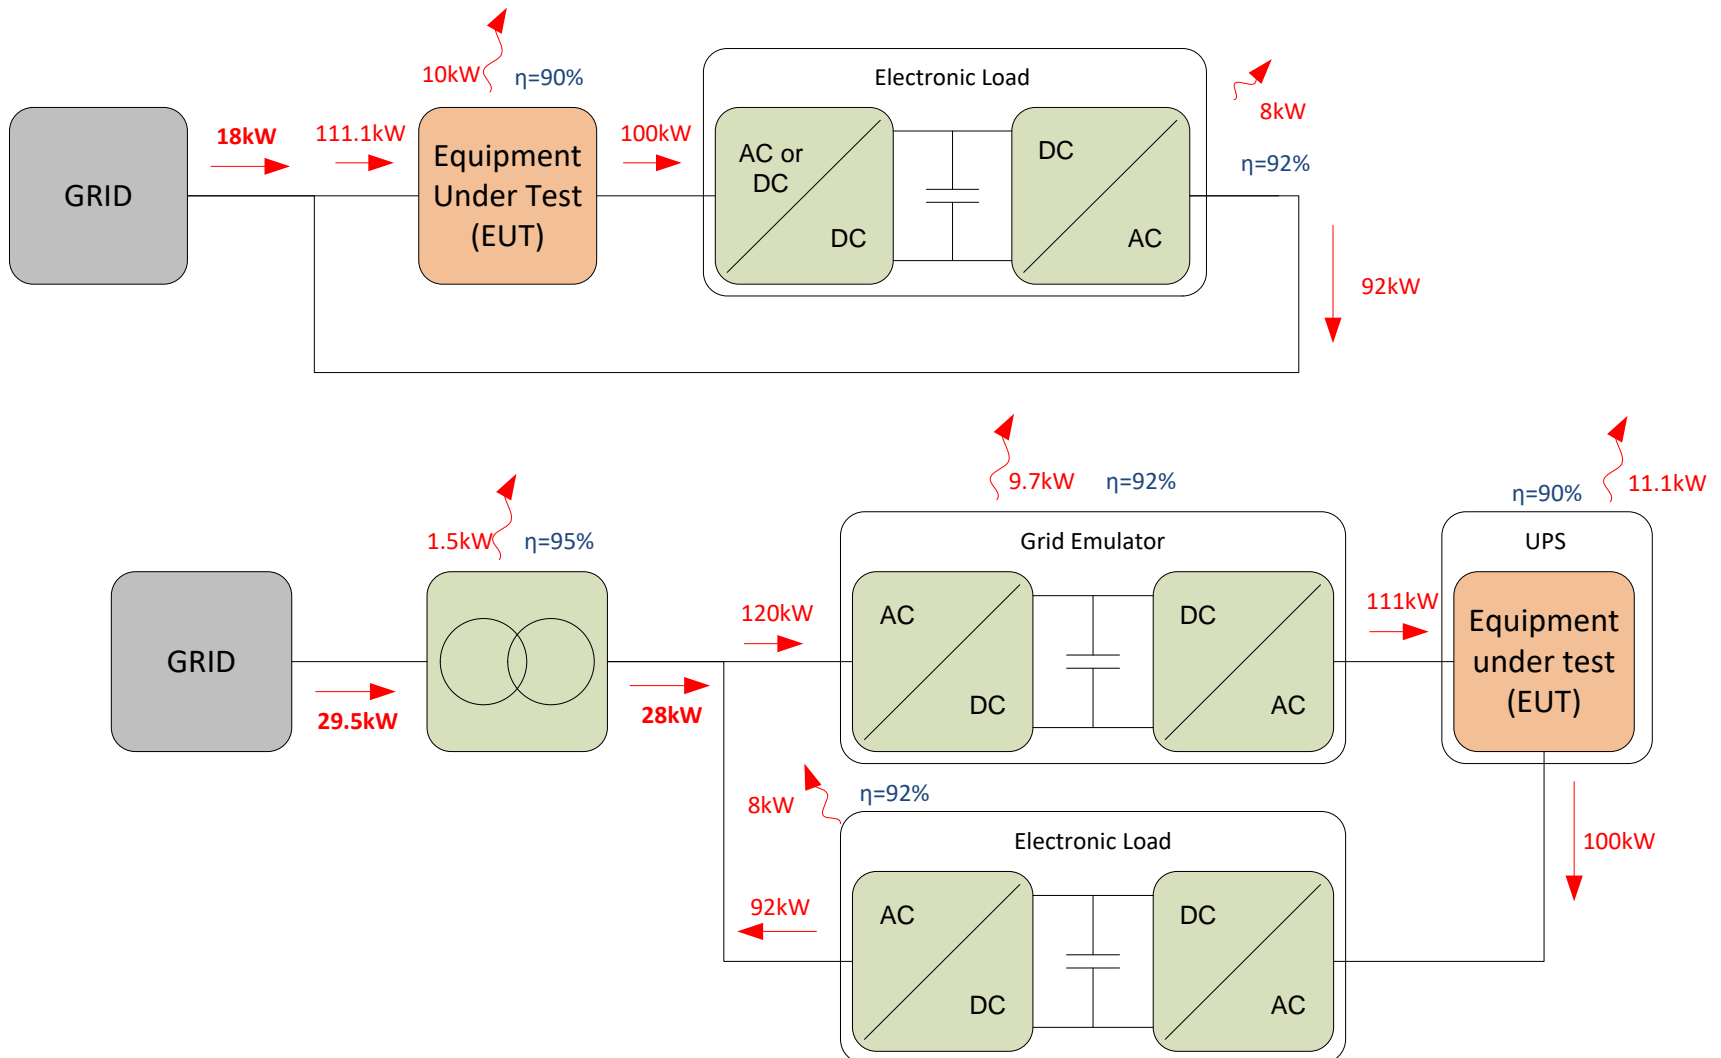 10kW
η=90%
Electronic Load
8kW
18kW
111.1kW
100kW
η=92%
GRID
Equipment
Under Test
(EUT)
AC or
DC
DC
DC
AC
92kW
9.7kW
η=92%
η=90%
11.1kW
1.5kW
η=95%
Grid Emulator
UPS
GRID
120kW
AC
DC
DC
AC
111kW
Equipment
under test
(EUT)
29.5kW
28kW
8kW
η=92%
Electronic Load
100kW
92kW
AC
DC
DC
AC